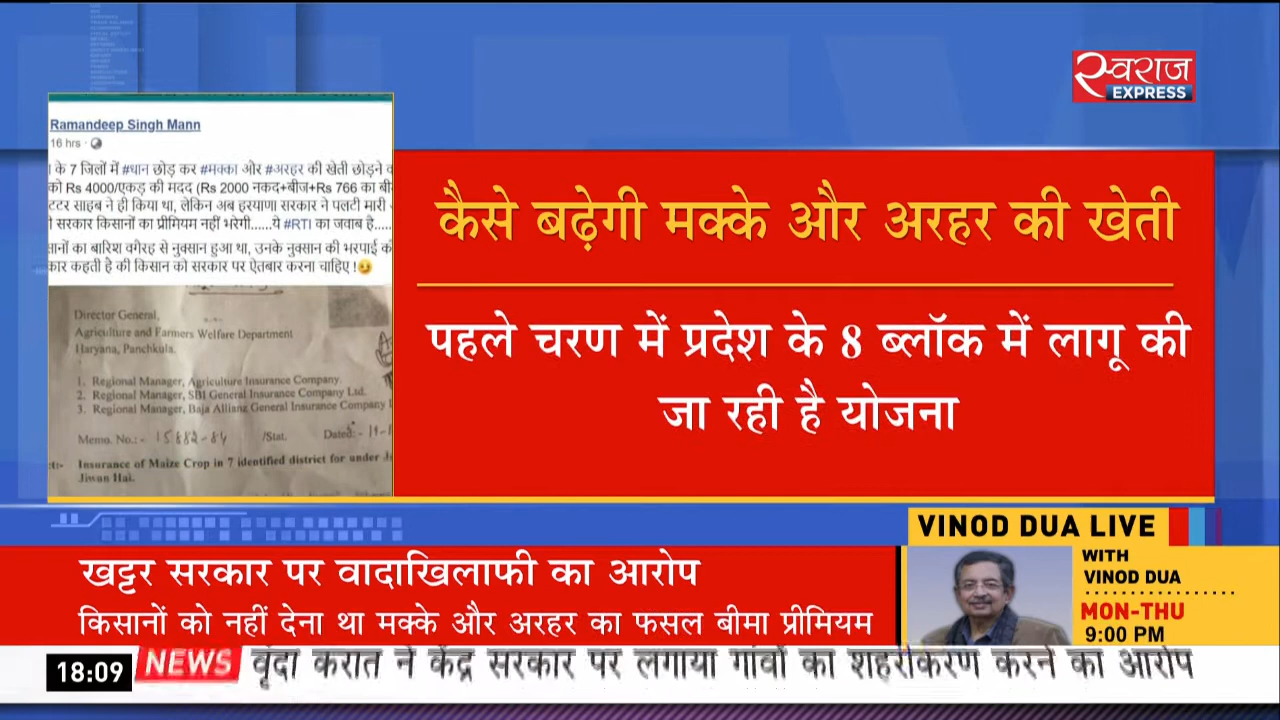 स्वराज
EXPRESS
Ramandeep Singh Mann
16 hrs ·
के 7 जिलों में #धान छोड़ कर #मक्का ओर #अरहर की खेती छोड़ने
को Rs 4000/एकड़ की मदद (Rs 2000 नकद+बीज+Rs 766 का
टटर साहब ने ही किया था, लेकिन अब हरयाणा सरकार ने पलटी मारी
सरकार किसानों का प्रीमियम नहीं भरेगी......ये #RTI का जवाब है.....
सानों का बारिश वगैरह से नुक्सान हुआ था, उनके नुक्सान की भरपाई
कार कहती है की किसान को सरकार पर ऐतबार करना चाहिए !
Director General,
Agriculture and Farmers Welfare Department
Haryana, Panchkula.
1. Regional Manager, Agriculture Insurance Company.
2. Regional Manager, SBI General Insurance Company Ltd.
3. Regional Manager, Baja Allianz General Insurance Company
Memo. No.:- 15882-84 /Stat. Dated:-
Insurance of Maize Crop in 7 identified district for under
Jiwan Hai.
कैसे बढ़ेगी मक्के और अरहर की खेती
पहले चरण में प्रदेश के 8 ब्लॉक में लागू की
जा रही है योजना
VINOD DUA LIVE
WITH
VINOD DUA
MON-THU
9:00 PM
खट्टर सरकार पर वादाखिलाफी का आरोप
किसानों को नहीं देना था मक्के और अरहर का फसल बीमा प्रीमियम
18:09 NEWS वृंदा करात ने केंद्र सरकार पर लगाया गांवों का शहरीकरण करने का आरोप